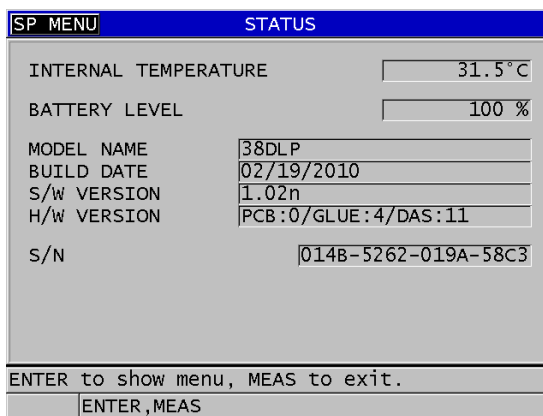 SP MENU STATUS
INTERNAL TEMPERATURE 31.5°C
BATTERY LEVEL 100 %
MODEL NAME 38DLP
BUILD DATE 02/19/2010
S/W VERSION 1.02n
H/W VERSION PCB:0/GLUE:4/DAS:11
S/N 014B-5262-019A-58C3
ENTER to show menu, MEAS to exit.
ENTER,MEAS